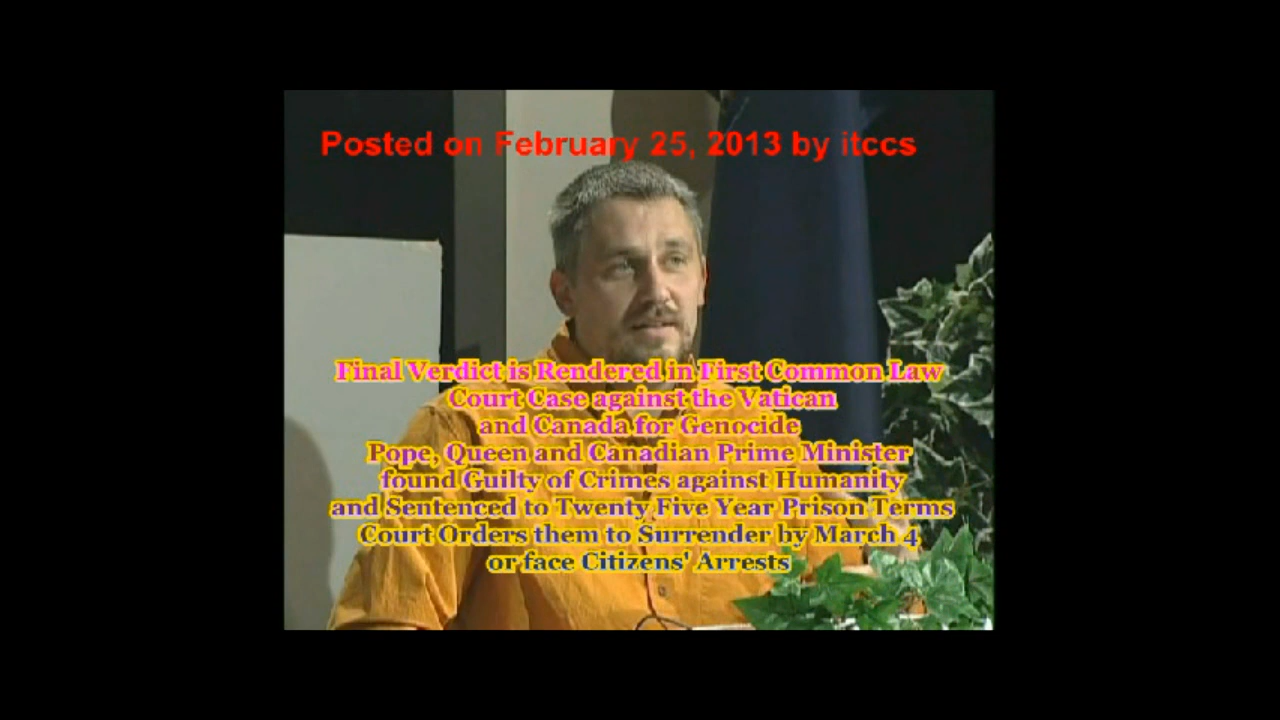 Posted on February 25, 2013 by itccs
Final Verdict is Rendered in First Common Law
Court Case against the Vatican
and Canada for Genocide
Pope, Queen and Canadian Prime Minister
found Guilty of Crimes against Humanity
and Sentenced to Twenty Five Year Prison Terms
Court Orders them to Surrender by March 4
or face Citizens' Arrests